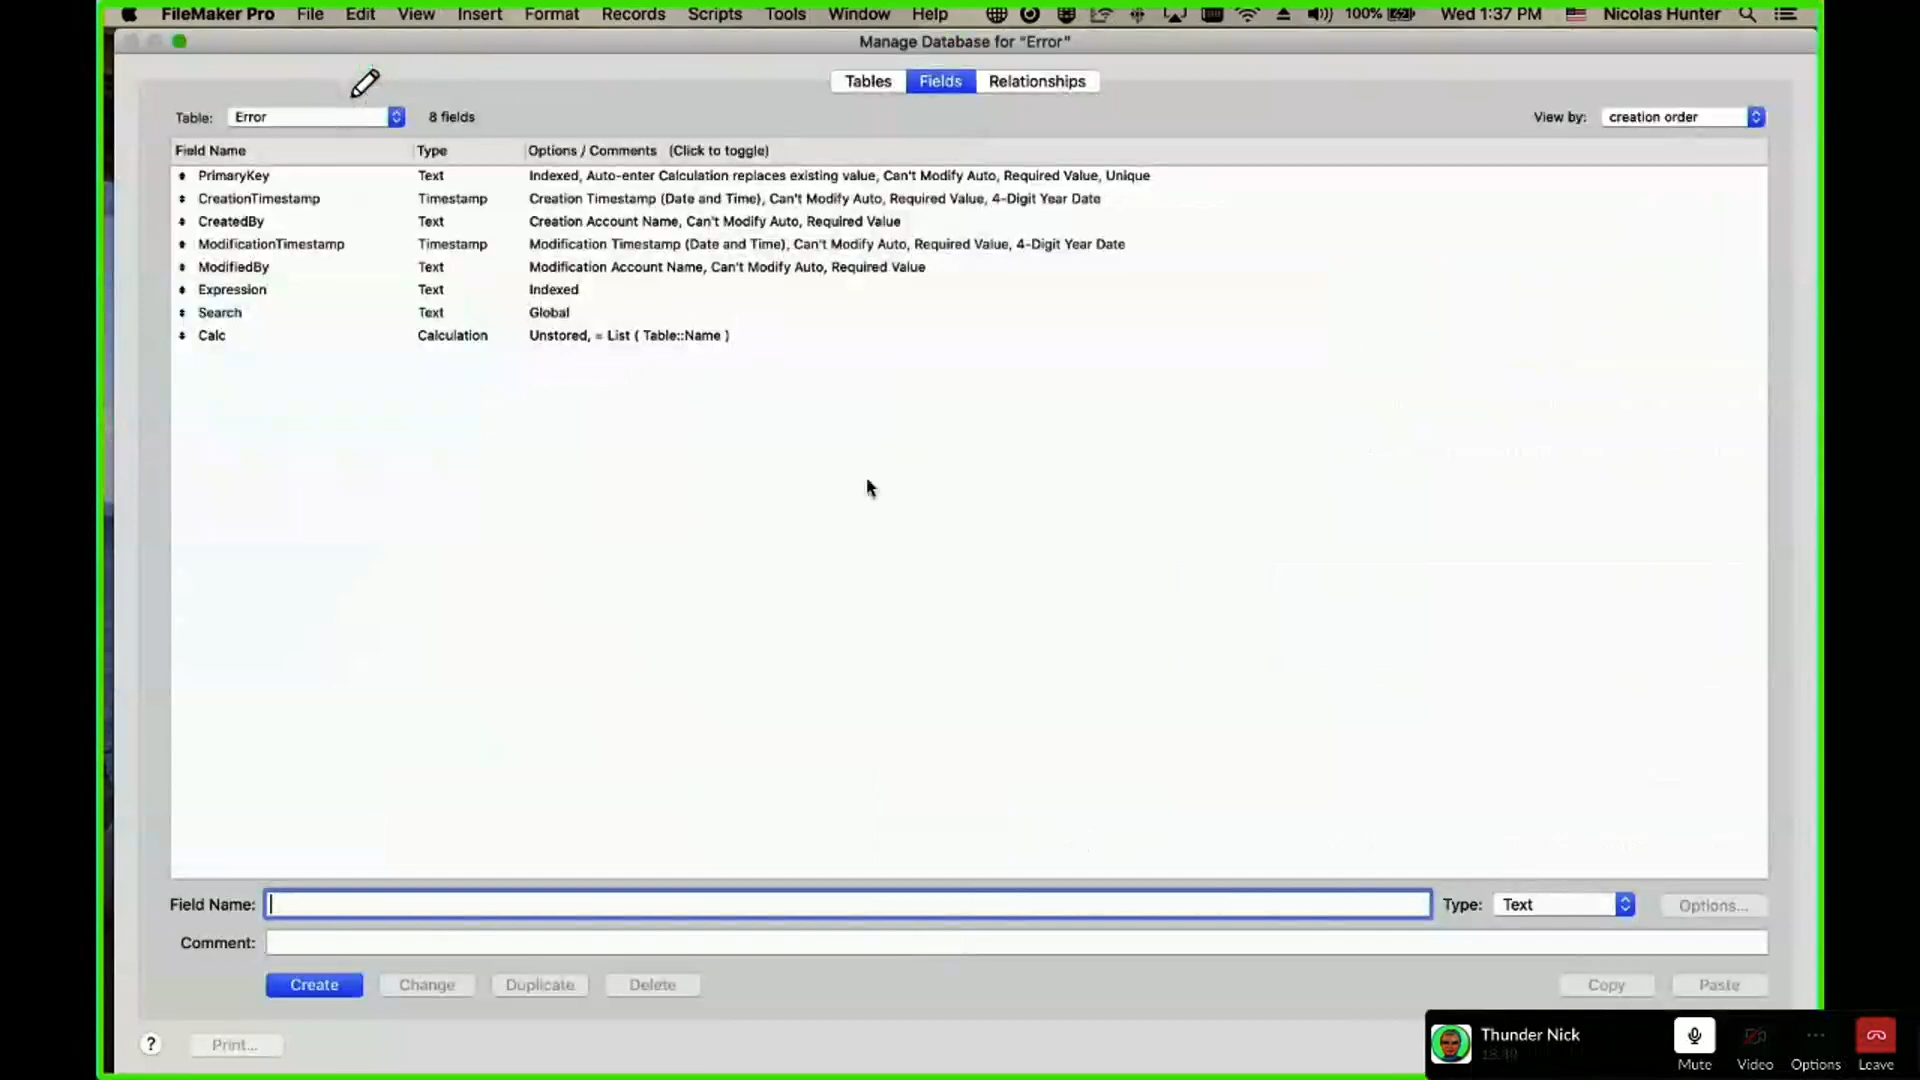 FileMaker Pro File Edit View Insert Format Records Scripts Tools Window Help 100% Wed 1:37 PM Nicolas Hunter
Manage Database for "Error"
Tables Fields Relationships
Table: Error 8 fields View by: creation order
Field Name Type Options / Comments (Click to toggle)
PrimaryKey Text Indexed, Auto-enter Calculation replaces existing value, Can't Modify Auto, Required Value, Unique
CreationTimestamp Timestamp Creation Timestamp (Date and Time), Can't Modify Auto, Required Value, 4-Digit Year Date
CreatedBy Text Creation Account Name, Can't Modify Auto, Required Value
ModificationTimestamp Timestamp Modification Timestamp (Date and Time), Can't Modify Auto, Required Value, 4-Digit Year Date
ModifiedBy Text Modification Account Name, Can't Modify Auto, Required Value
Expression Text Indexed
Search Text Global
Calc Calculation Unstored, = List ( Table::Name )
Field Name: Type: Text Options...
Comment:
Create Change Duplicate Delete Copy Paste
? Print...
Thunder Nick
Mute Video Options Leave